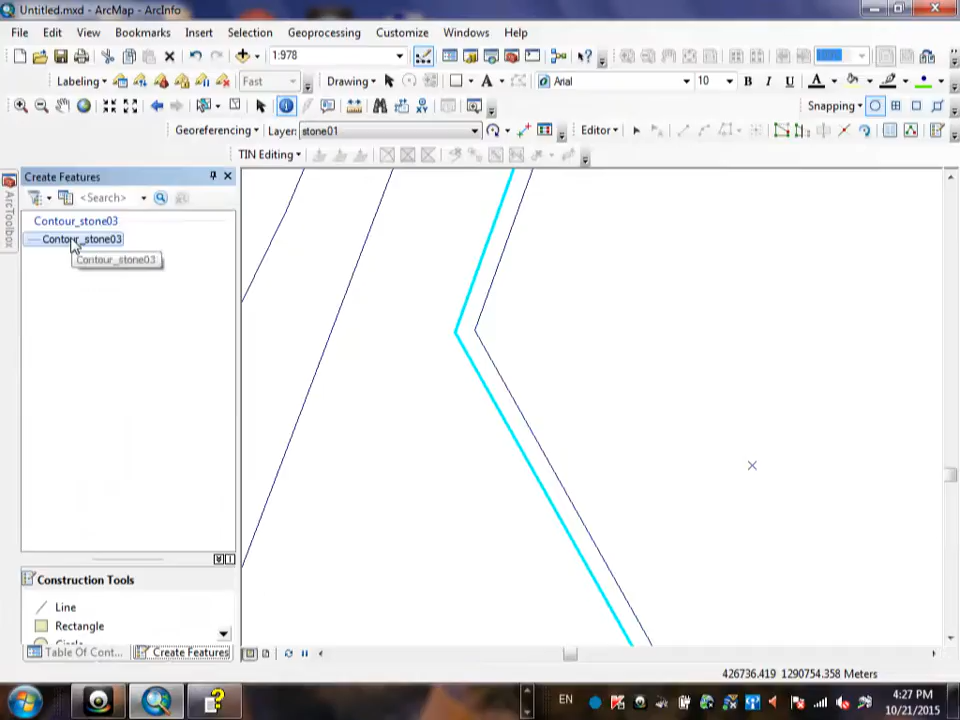 Untitled.mxd - ArcMap - ArcInfo
File Edit View Bookmarks Insert Selection Geoprocessing Customize Windows Help
1:978
Labeling Fast Drawing A Arial 10 B I U A
Snapping
Georeferencing Layer: stone01 Editor
TIN Editing
ArcToolbox
Create Features
<Search>
Contour_stone03
Contour_stone03
Contour_stone03
Construction Tools
Line
Rectangle
Table Of Cont...
Create Features
426736.419 1290754.358 Meters
EN
4:27 PM
10/21/2015